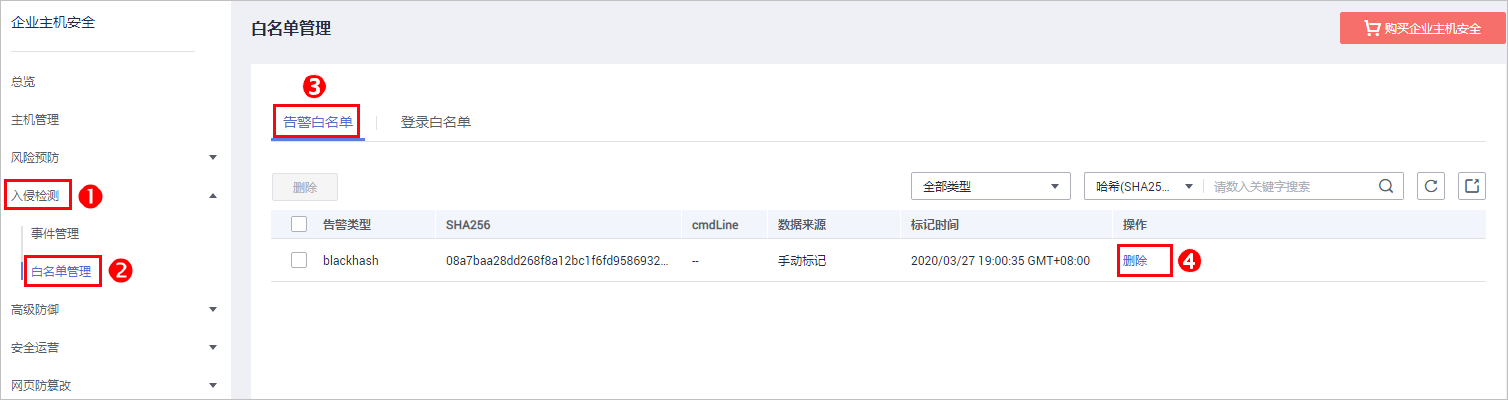 企业主机安全
总览
主机管理
风险预防
入侵检测 1
事件管理
白名单管理 2
高级防御
安全运营
网页防篡改
白名单管理
购买企业主机安全
3
告警白名单 登录白名单
删除 全部类型 哈希(SHA25... 请数入关键字搜索
告警类型 SHA256 cmdLine 数据来源 标记时间 操作
blackhash 08a7baa28dd268f8a12bc1f6fd9586932... -- 手动标记 2020/03/27 19:00:35 GMT+08:00 删除 4